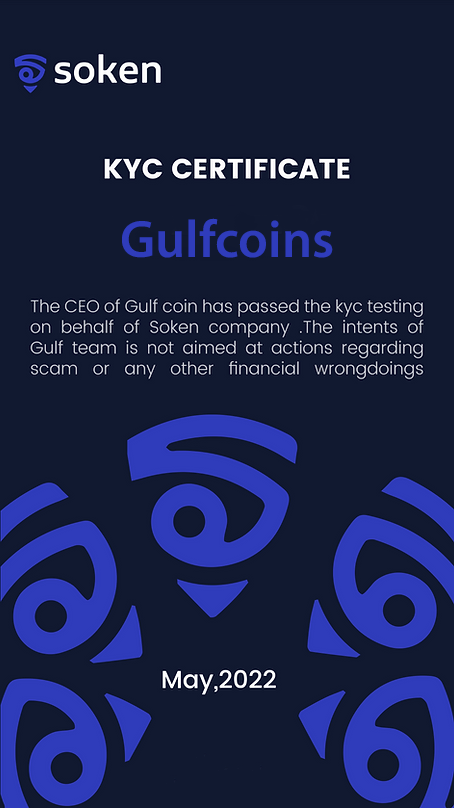 soken
KYC CERTIFICATE
Gulfcoins
The CEO of Gulf coin has passed the kyc testing
on behalf of Soken company .The intents of
Gulf team is not aimed at actions regarding
scam or any other financial wrongdoings
May,2022